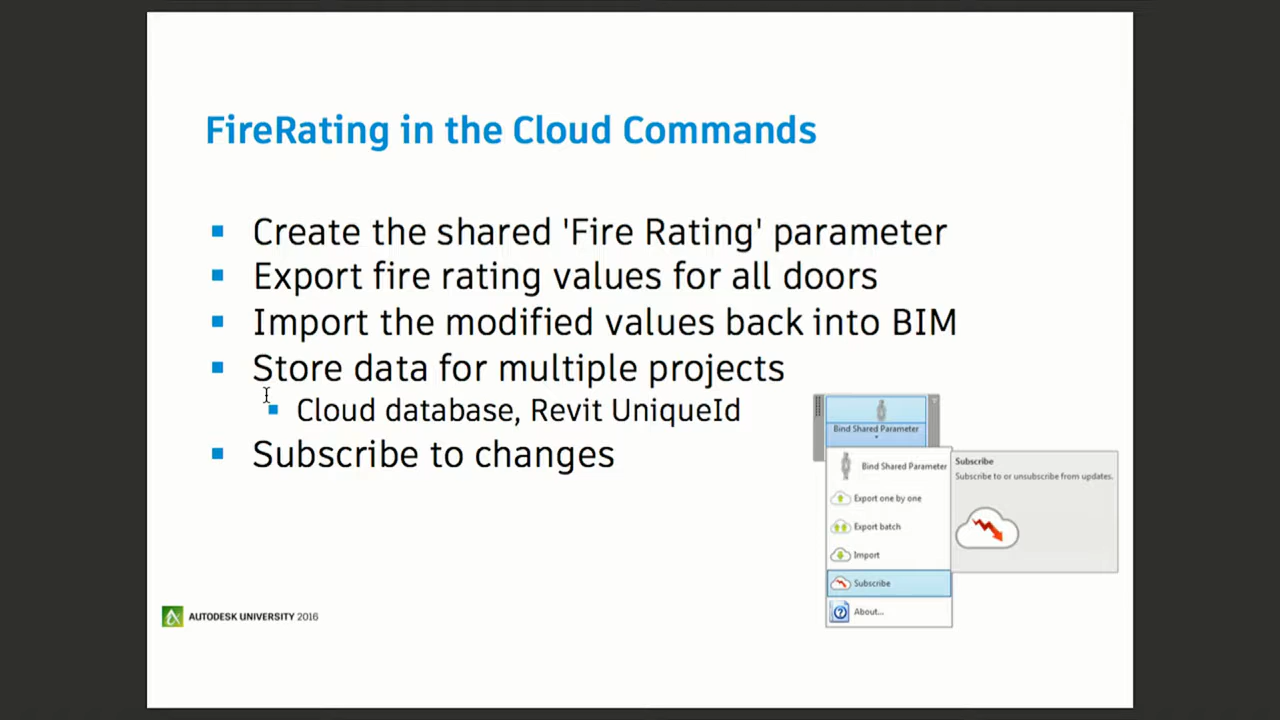 FireRating in the Cloud Commands
Create the shared 'Fire Rating' parameter
Export fire rating values for all doors
Import the modified values back into BIM
Store data for multiple projects
Cloud database, Revit UniqueId
Subscribe to changes
Bind Shared Parameter
Bind Shared Parameter
Export one by one
Export batch
Import
Subscribe
About...
Subscribe
Subscribe to or unsubscribe from updates.
AUTODESK UNIVERSITY 2016